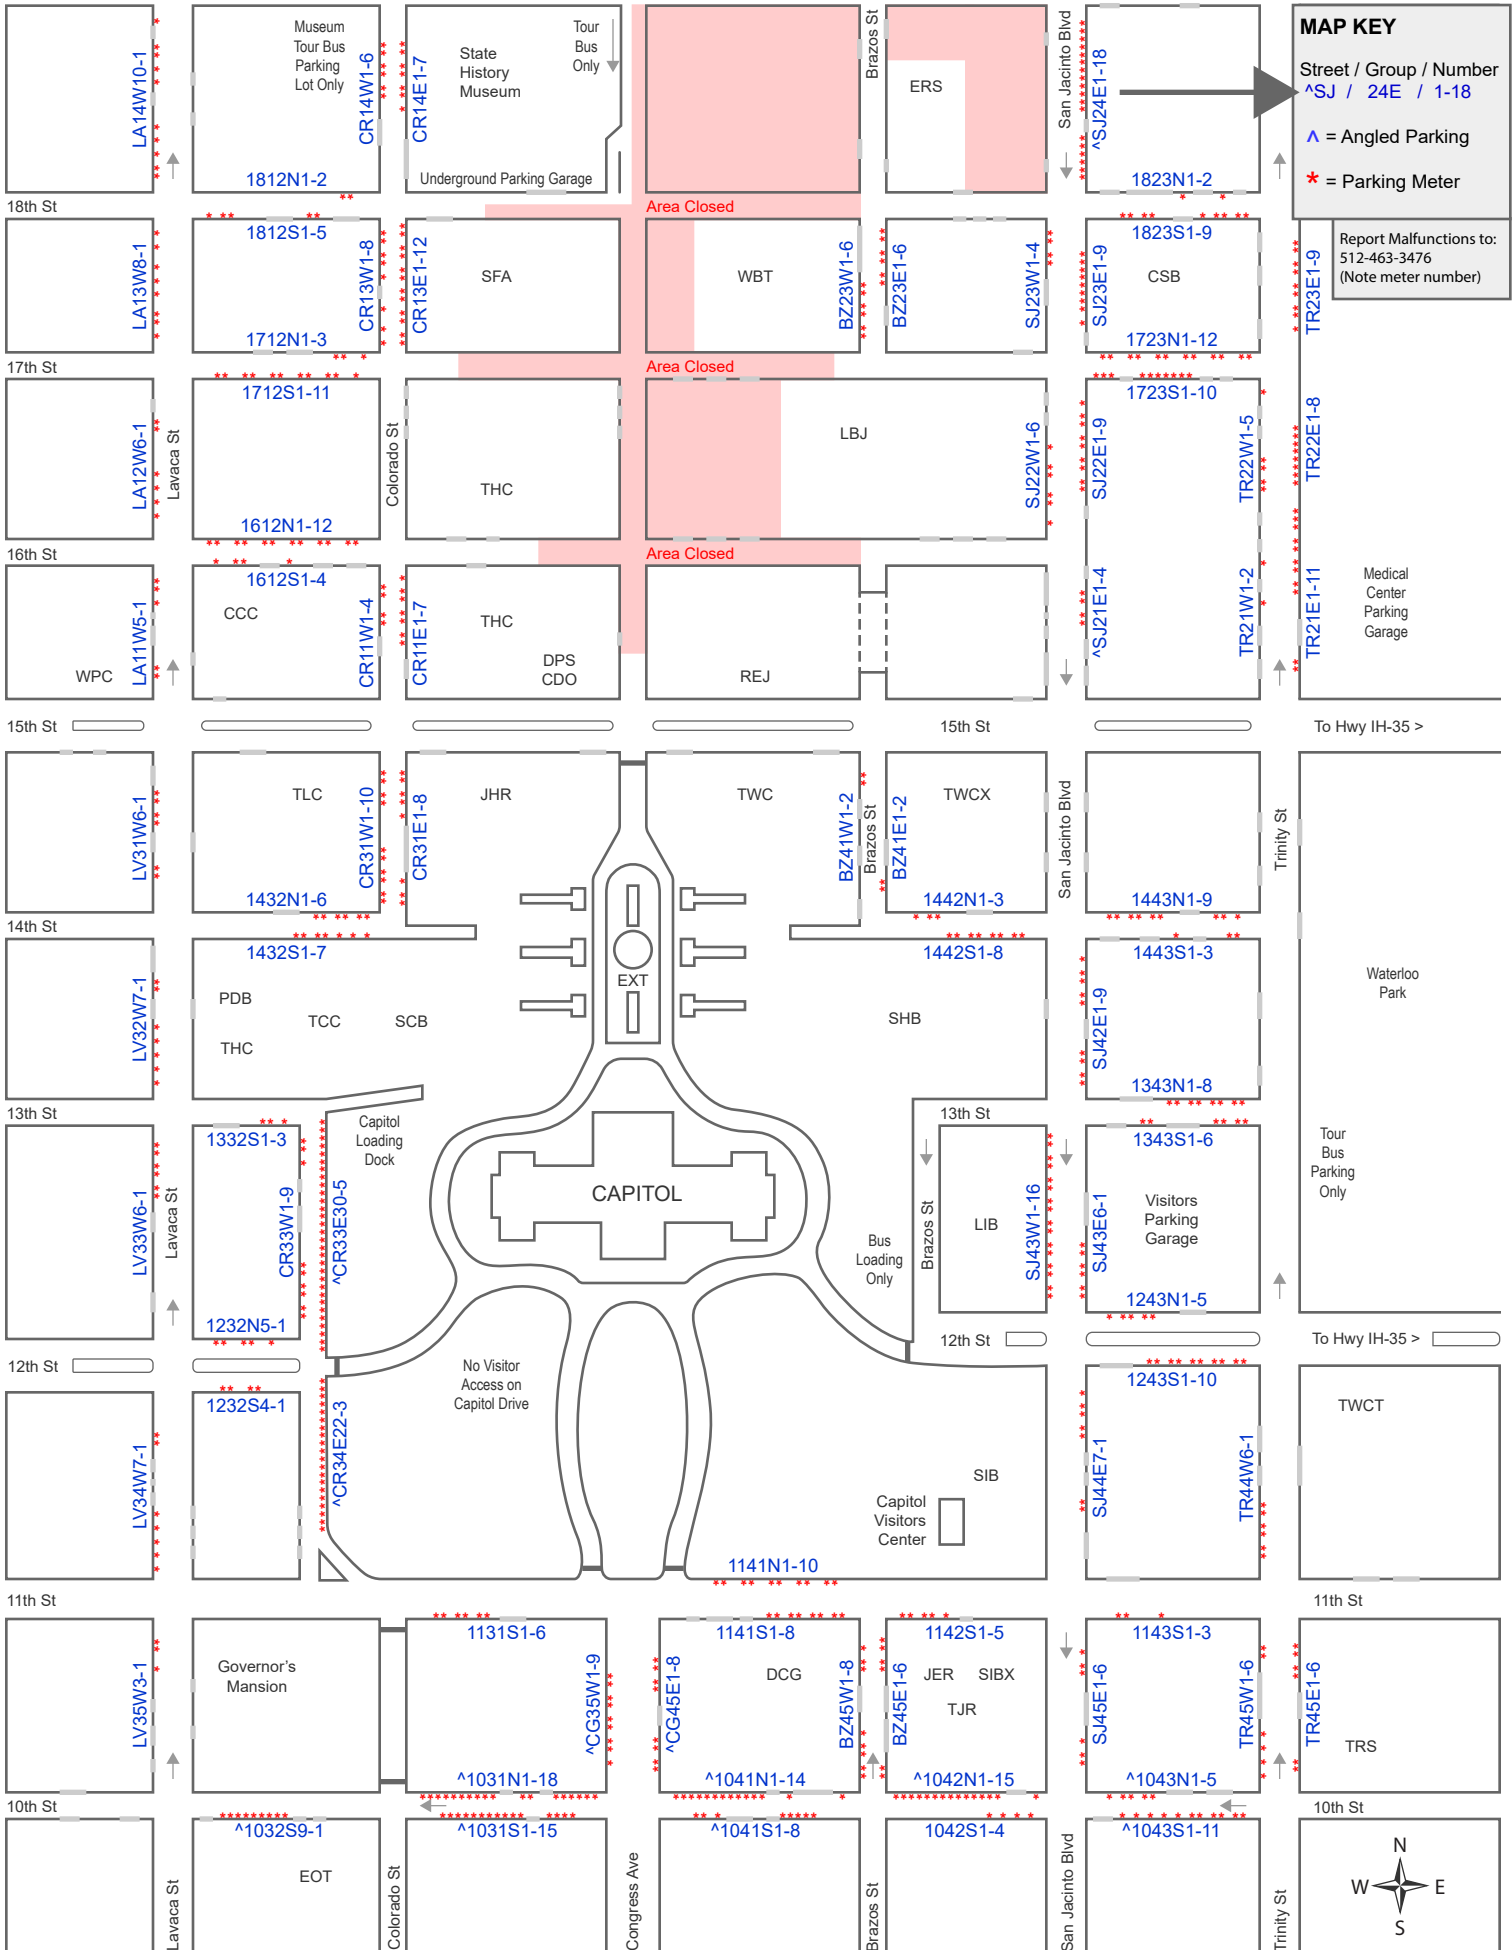 LA14W10-1
Museum
Tour Bus
Parking
Lot Only
CR14W1-6
CR14E1-7
State
History
Museum
Tour
Bus
Only
Underground Parking Garage
1812N1-2
Brazos St
ERS
San Jacinto Blvd
^SJ24E1-18
1823N1-2
MAP KEY
Street / Group / Number
^SJ / 24E / 1-18
^ = Angled Parking
* = Parking Meter
Report Malfunctions to:
512-463-3476
(Note meter number)
18th St
Area Closed
LA13W8-1
1812S1-5
CR13W1-8
1712N1-3
CR13E1-12
SFA
WBT
BZ23W1-6
BZ23E1-6
SJ23W1-4
SJ23E1-9
1823S1-9
CSB
1723N1-12
TR23E1-9
17th St
Area Closed
LA12W6-1
Lavaca St
1712S1-11
1612N1-12
Colorado St
THC
LBJ
SJ22W1-6
SJ22E1-9
1723S1-10
TR22W1-5
TR22E1-8
16th St
Area Closed
LA11W5-1
WPC
1612S1-4
CCC
CR11W1-4
CR11E1-7
THC
DPS
CDO
REJ
^SJ21E1-4
TR21W1-2
TR21E1-11
Medical
Center
Parking
Garage
15th St
15th St
To Hwy IH-35 >
LV31W6-1
TLC
CR31W1-10
1432N1-6
CR31E1-8
JHR
TWC
BZ41W1-2
Brazos St
BZ41E1-2
TWCX
1442N1-3
San Jacinto Blvd
1443N1-9
Trinity St
14th St
LV32W7-1
1432S1-7
PDB
TCC
SCB
THC
EXT
1442S1-8
SHB
SJ42E1-9
1443S1-3
1343N1-8
Waterloo
Park
13th St
13th St
LV33W6-1
Lavaca St
1332S1-3
CR33W1-9
1232N5-1
^CR33E30-5
Capitol
Loading
Dock
CAPITOL
Bus
Loading
Only
Brazos St
LIB
SJ43W1-16
SJ43E6-1
1343S1-6
Visitors
Parking
Garage
1243N1-5
Tour
Bus
Parking
Only
12th St
12th St
To Hwy IH-35 >
LV34W7-1
1232S4-1
^CR34E22-3
No Visitor
Access on
Capitol Drive
SIB
Capitol
Visitors
Center
1141N1-10
SJ44E7-1
1243S1-10
TR44W6-1
TWCT
11th St
11th St
LV35W3-1
Governor's
Mansion
1131S1-6
^CG35W1-9
^1031N1-18
^CG45E1-8
1141S1-8
DCG
BZ45W1-8
^1041N1-14
BZ45E1-6
1142S1-5
JER
SIBX
TJR
^1042N1-15
SJ45E1-6
1143S1-3
TR45W1-6
^1043N1-5
TR45E1-6
TRS
10th St
10th St
Lavaca St
^1032S9-1
EOT
Colorado St
^1031S1-15
Congress Ave
^1041S1-8
Brazos St
1042S1-4
San Jacinto Blvd
^1043S1-11
Trinity St
N
W E
S